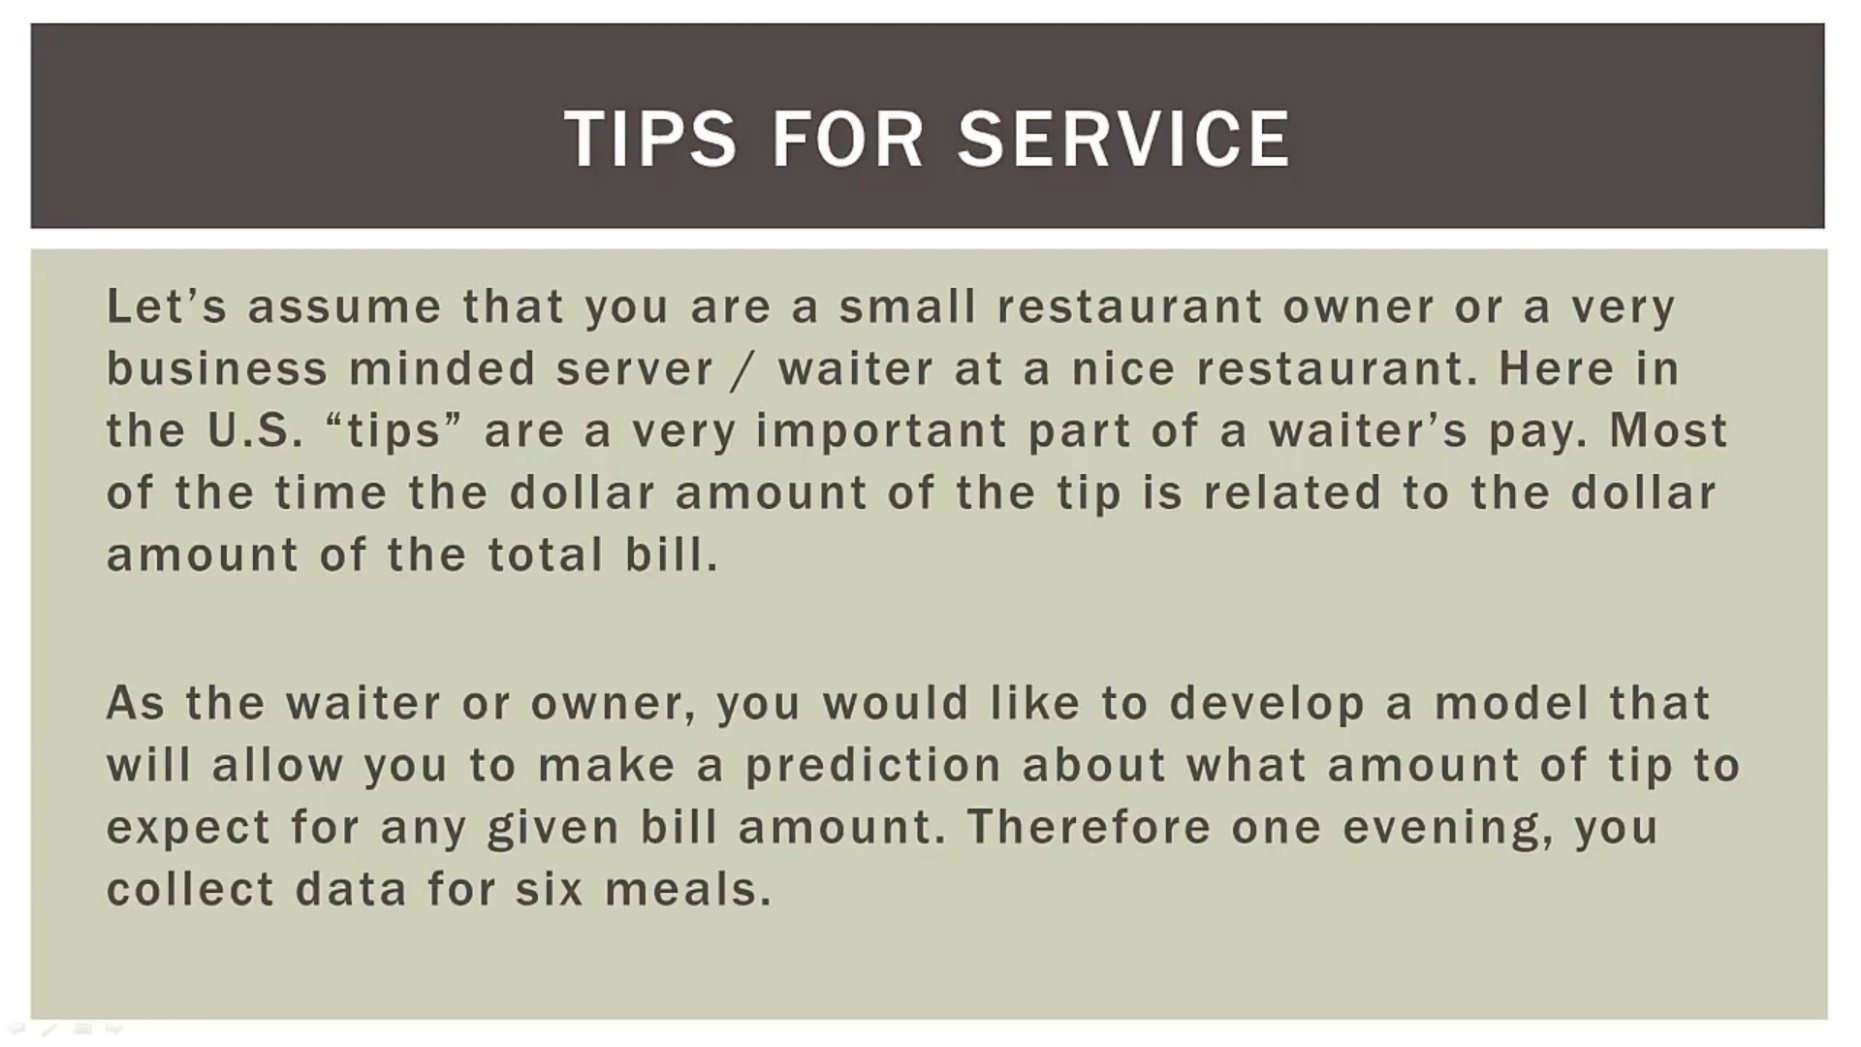 TIPS FOR SERVICE
Let’s assume that you are a small restaurant owner or a very
business minded server / waiter at a nice restaurant. Here in
the U.S. “tips” are a very important part of a waiter’s pay. Most
of the time the dollar amount of the tip is related to the dollar
amount of the total bill.
As the waiter or owner, you would like to develop a model that
will allow you to make a prediction about what amount of tip to
expect for any given bill amount. Therefore one evening, you
collect data for six meals.